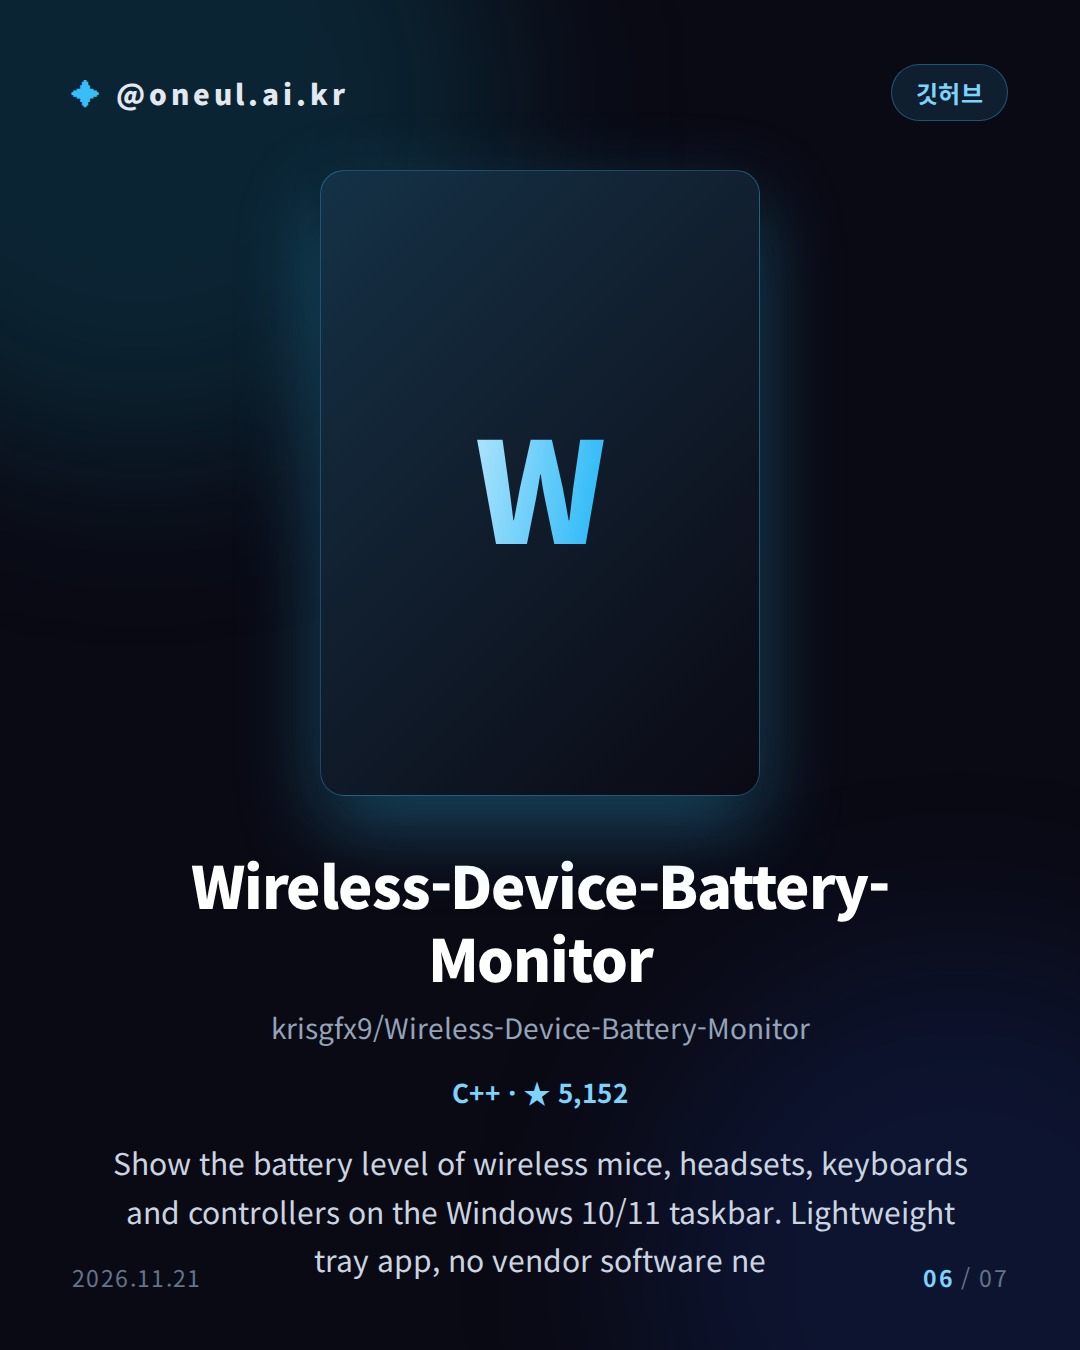 @oneul.ai.kr
깃허브
W
Wireless-Device-Battery-
Monitor
krisgfx9/Wireless-Device-Battery-Monitor
C++ · ★ 5,152
Show the battery level of wireless mice, headsets, keyboards
and controllers on the Windows 10/11 taskbar. Lightweight
tray app, no vendor software ne
2026.11.21
06 / 07